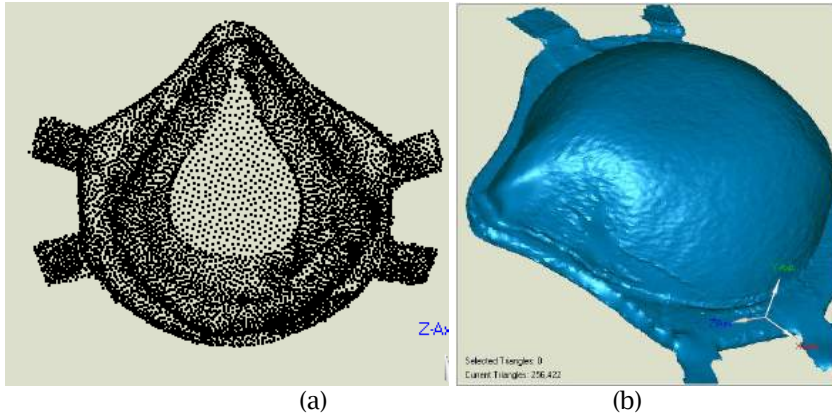 Z-Ax
Selected Triangles: 0
Current Triangles: 256,422
(a)
(b)